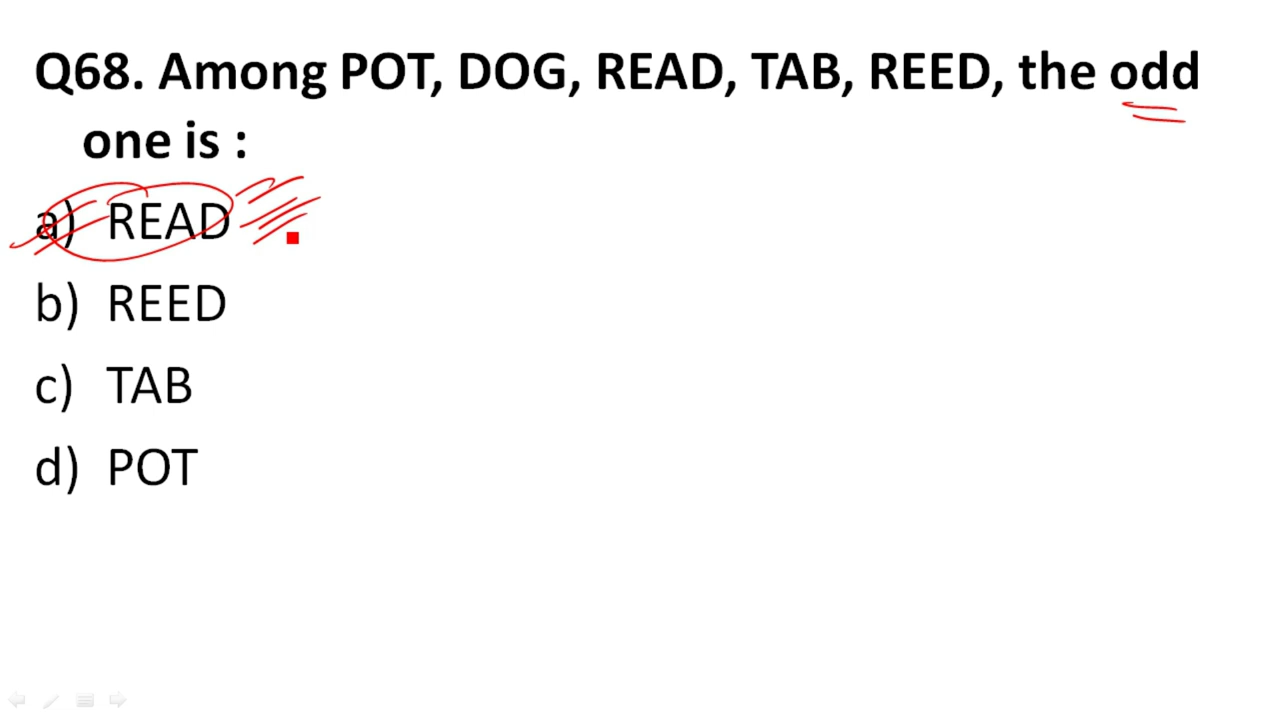 Q68. Among POT, DOG, READ, TAB, REED, the odd
one is :
a) READ
b) REED
c) TAB
d) POT